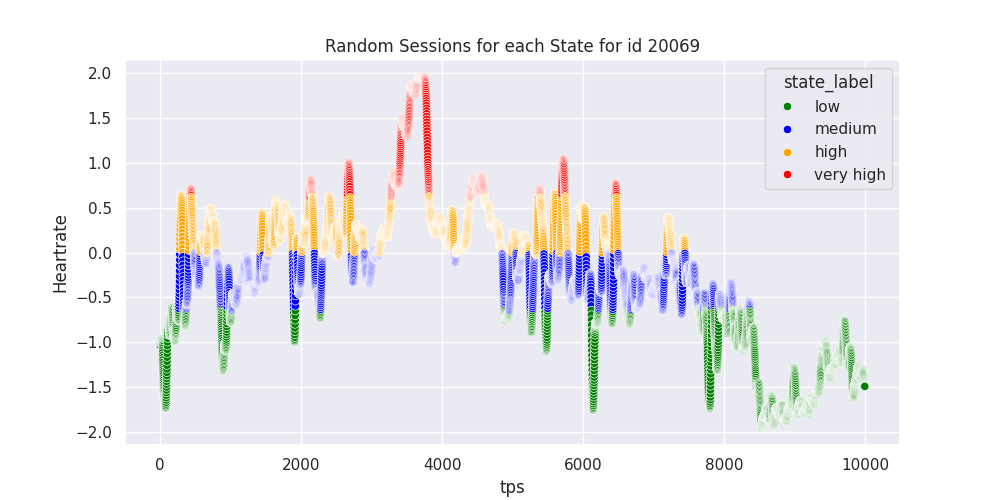 Random Sessions for each State for id 20069
Heartrate
2.0
1.5
1.0
0.5
0.0
−0.5
−1.0
−1.5
−2.0
state_label
low
medium
high
very high
0 2000 4000 6000 8000 10000
tps